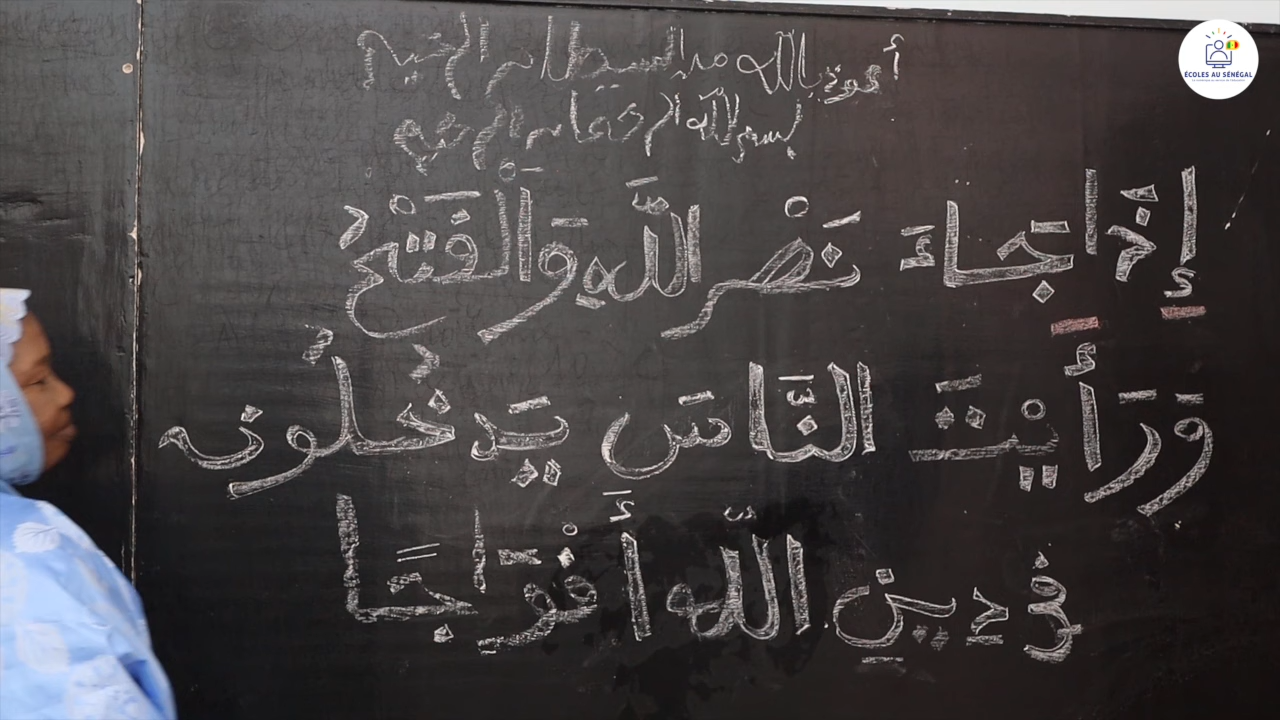 أعوذ بالله من الشيطان الرجيم
بسم الله الرحمان الرحيم
إِذَا جَاءَ نَصْرُ اللَّهِ وَالْفَتْحُ
وَرَأَيْتَ النَّاسَ يَدْخُلُونَ
فِي دِينِ اللَّه أَفْوَاجًا
ÉCOLES AU SÉNÉGAL